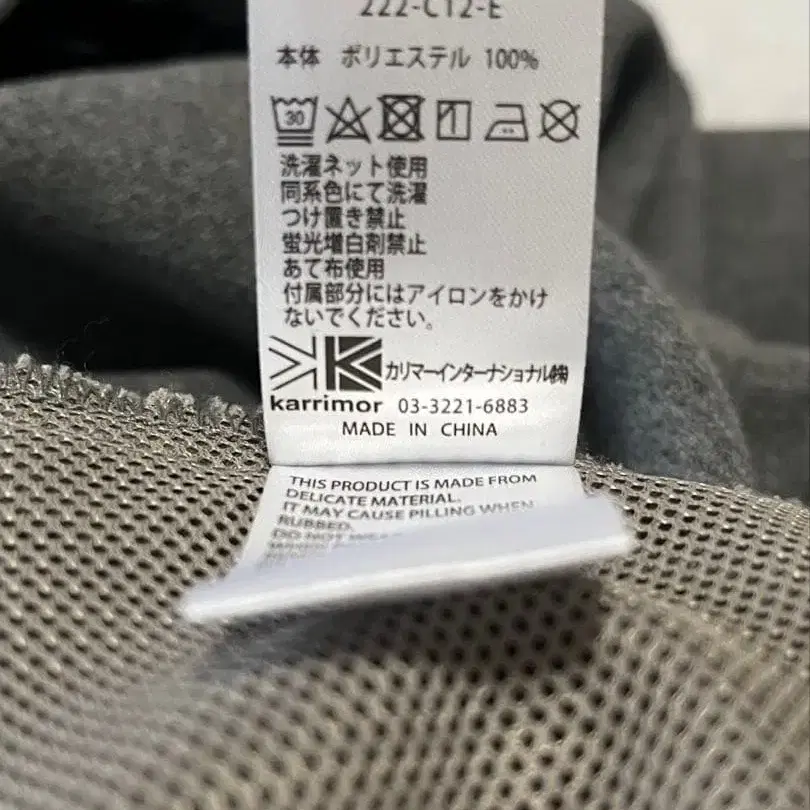 222-C12-E
本体 ポリエステル 100%
30
洗濯ネット使用
同系色にて洗濯
つけ置き禁止
蛍光増白剤禁止
あて布使用
付属部分にはアイロンをかけ
ないでください。
カリマーインターナショナル㈱
karrimor 03-3221-6883
MADE IN CHINA
THIS PRODUCT IS MADE FROM
DELICATE MATERIAL.
IT MAY CAUSE PILLING WHEN
RUBBED.
DO NOT WEAR